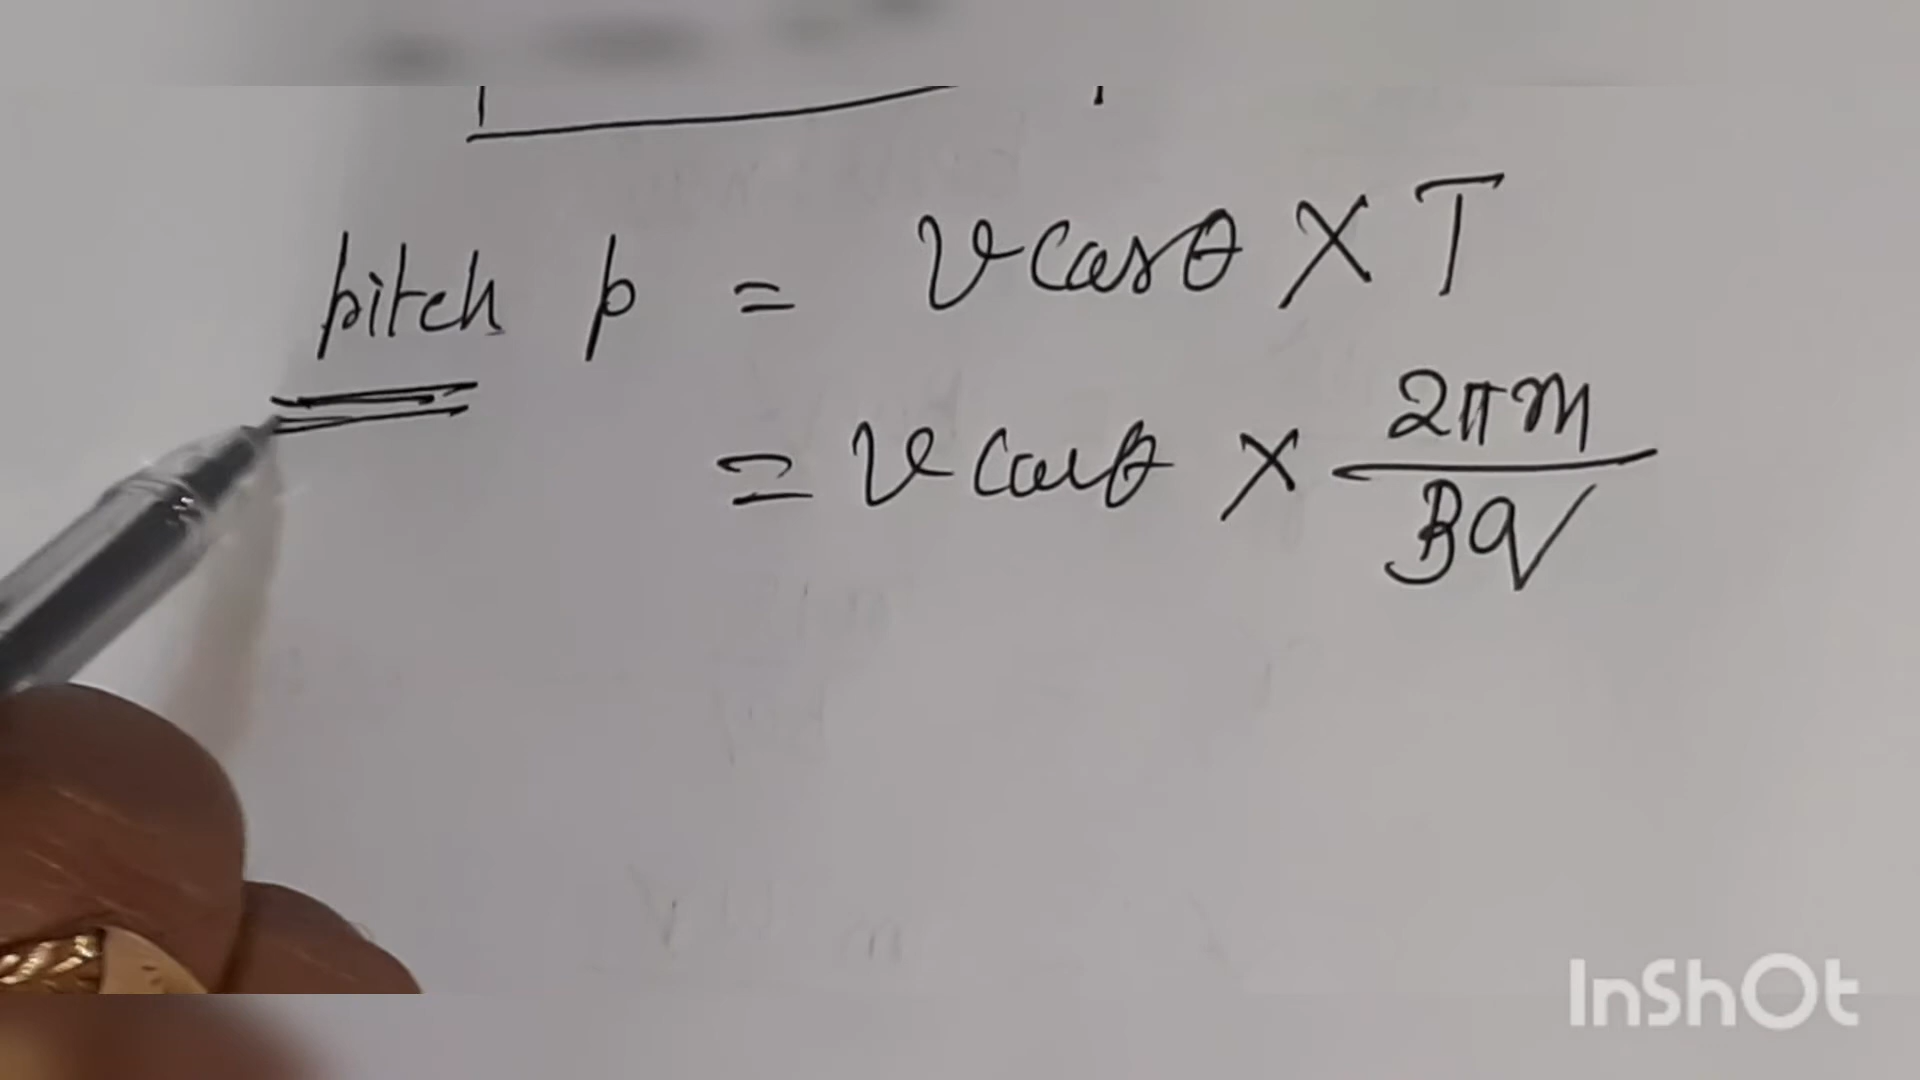 pitch p = v cosθ × T
= v cosθ × 2πm / Bq
InShOt